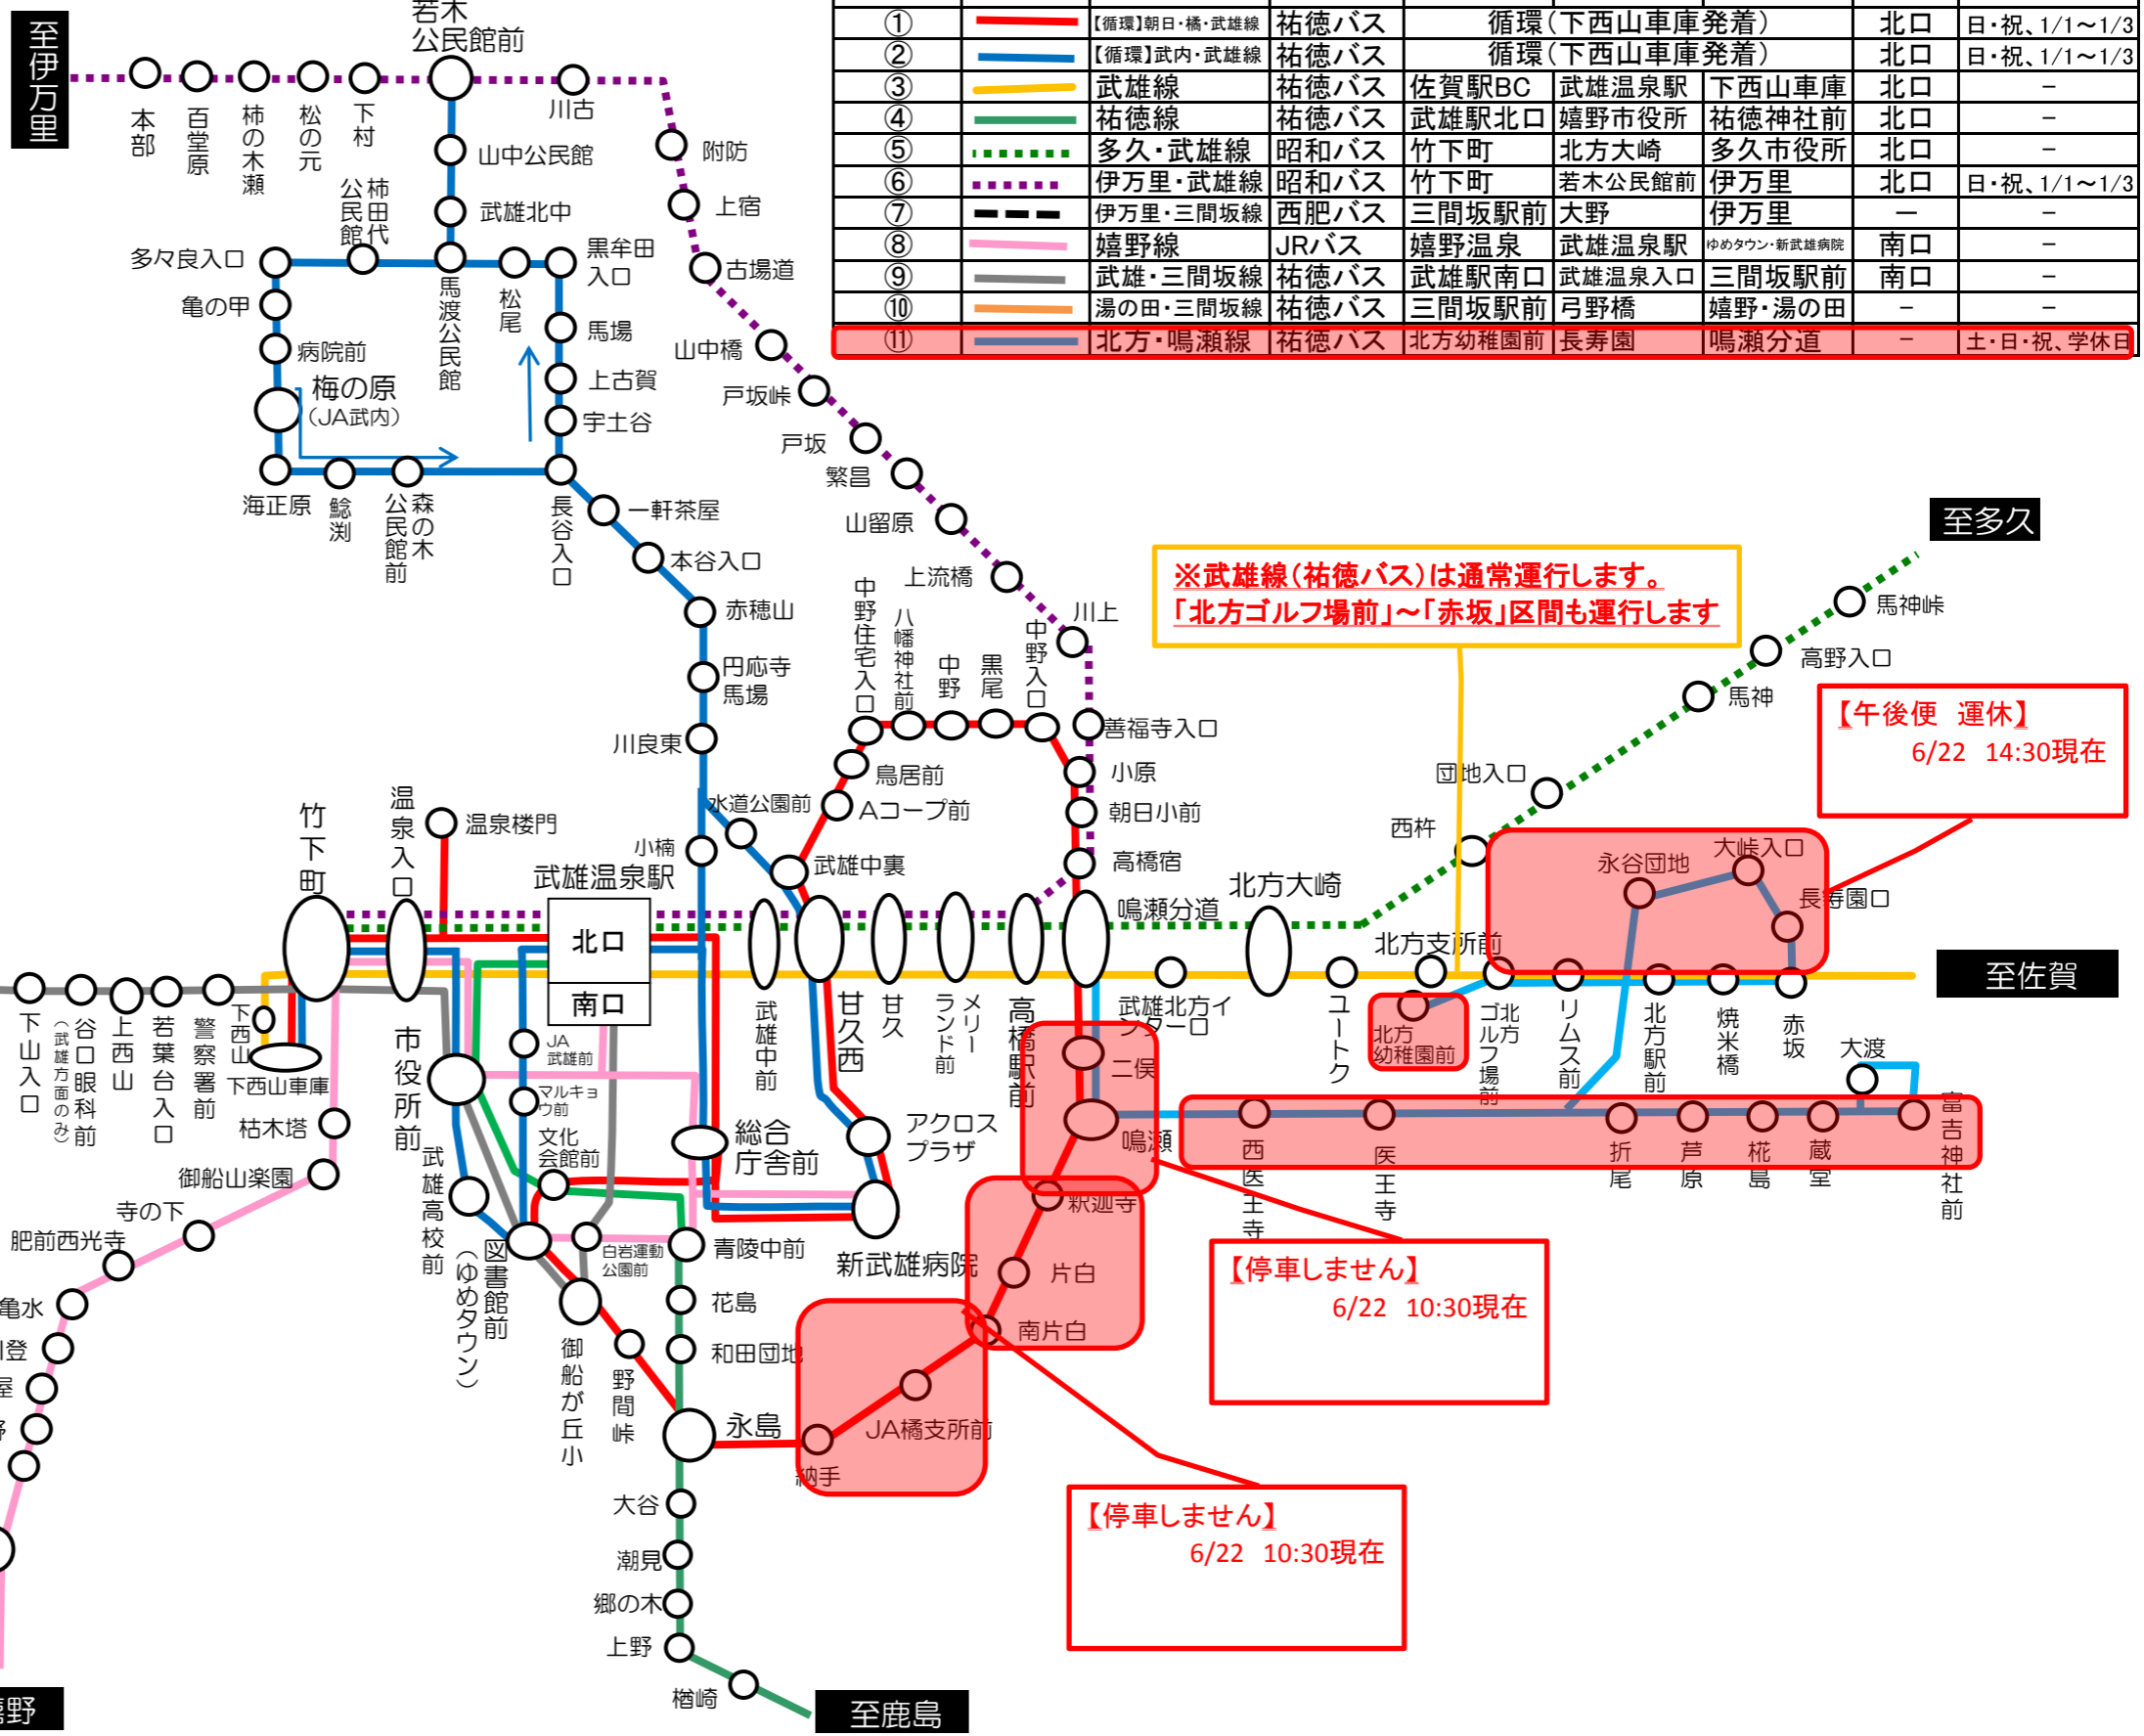 ① 【循環】朝日・橘・武雄線 祐徳バス 循環（下西山車庫発着） 北口 日・祝、1/1～1/3
② 【循環】武内・武雄線 祐徳バス 循環（下西山車庫発着） 北口 日・祝、1/1～1/3
③ 武雄線 祐徳バス 佐賀駅BC 武雄温泉駅 下西山車庫 北口 －
④ 祐徳線 祐徳バス 武雄駅北口 嬉野市役所 祐徳神社前 北口 －
⑤ 多久・武雄線 昭和バス 竹下町 北方大崎 多久市役所 北口 －
⑥ 伊万里・武雄線 昭和バス 竹下町 若木公民館前 伊万里 北口 日・祝、1/1～1/3
⑦ 伊万里・三間坂線 西肥バス 三間坂駅前 大野 伊万里 － －
⑧ 嬉野線 JRバス 嬉野温泉 武雄温泉駅 ゆめタウン・新武雄病院 南口 －
⑨ 武雄・三間坂線 祐徳バス 武雄駅南口 武雄温泉入口 三間坂駅前 南口 －
⑩ 湯の田・三間坂線 祐徳バス 三間坂駅前 弓野橋 嬉野・湯の田 － －
⑪ 北方・鳴瀬線 祐徳バス 北方幼稚園前 長寿園 鳴瀬分道 － 土・日・祝、学休日
至伊万里
若木
公民館前
本部
百堂原
柿の木瀬
松の元
下村
川古
山中公民館
武雄北中
附防
上宿
古場道
柿田代
公民館
多々良入口
亀の甲
病院前
梅の原
（JA武内）
馬渡公民館
松尾
黒牟田
入口
馬場
上古賀
宇土谷
山中橋
戸坂峠
戸坂
繁昌
山留原
上流橋
川上
海正原
鯰渕
森の木
公民館前
長谷入口
一軒茶屋
本谷入口
赤穂山
円応寺
馬場
川良東
水道公園前
小楠
中野住宅入口
八幡神社前
中野
黒尾
中野入口
善福寺入口
鳥居前
Aコープ前
小原
朝日小前
高橋宿
武雄中裏
※武雄線（祐徳バス）は通常運行します。
「北方ゴルフ場前」～「赤坂」区間も運行します
至多久
馬神峠
高野入口
馬神
団地入口
西杵
【午後便 運休】
6/22 14:30現在
永谷団地
大峠入口
長寿園口
竹下町
温泉入口
温泉楼門
武雄温泉駅
北口
南口
鳴瀬分道
北方大崎
北方支所前
至佐賀
下山入口
谷口眼科前
（武雄方面のみ）
上西山
若葉台入口
警察署前
下西山
下西山車庫
枯木塔
御船山楽園
寺の下
肥前西光寺
亀水
登
屋
野
市役所前
JA
武雄前
マルキョ
ウ前
文化
会館前
武雄高校前
図書館前
（ゆめタウン）
白岩運動
公園前
御船が丘小
野間峠
総合
庁舎前
武雄中前
甘久西
甘久
メリー
ランド前
高橋駅前
武雄北方イ
ンター口
ユートク
北方
幼稚園前
北方
ゴルフ場前
リムス前
北方駅前
焼米橋
赤坂
大渡
アクロス
プラザ
新武雄病院
青陵中前
花島
和田団地
永島
二俣
鳴瀬
釈迦寺
片白
南片白
JA橘支所前
納手
西医王寺
医王寺
折尾
芦原
椛島
蔵堂
富吉神社前
【停車しません】
6/22 10:30現在
【停車しません】
6/22 10:30現在
大谷
潮見
郷の木
上野
楢崎
至鹿島
嬉野